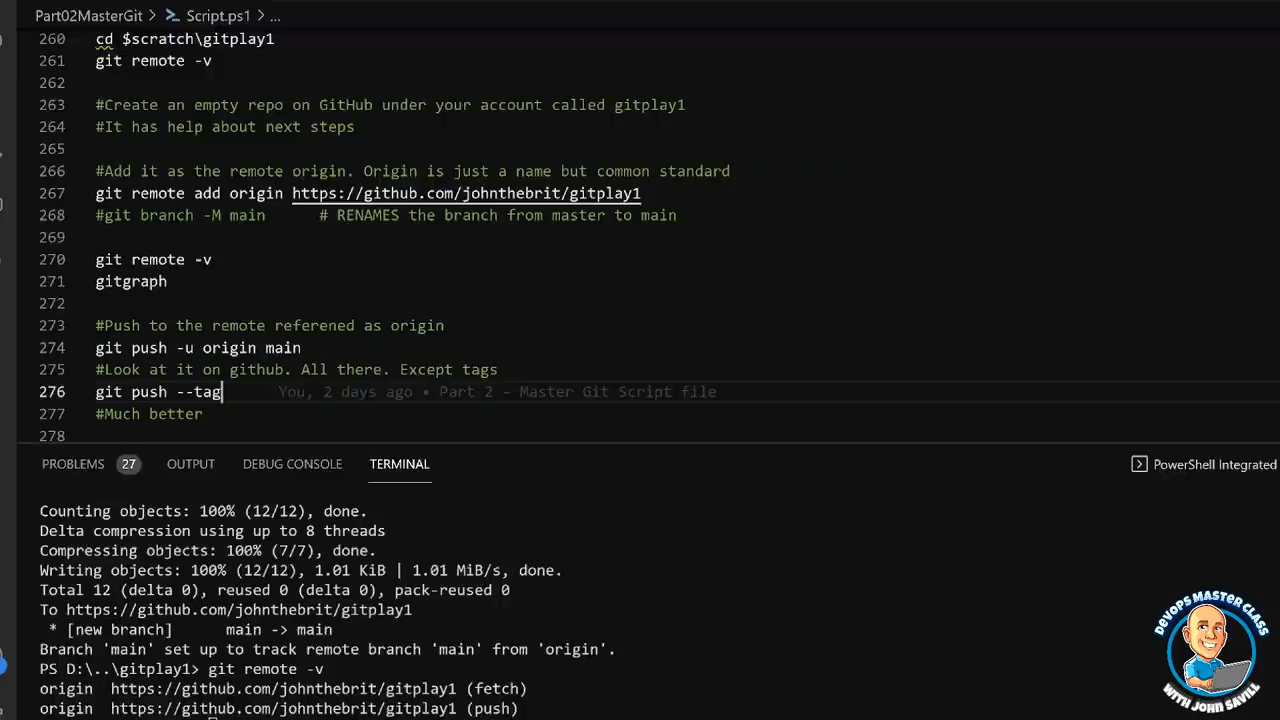 Part02MasterGit > Script.ps1 > ...
260 cd $scratch\gitplay1
261 git remote -v
262
263 #Create an empty repo on GitHub under your account called gitplay1
264 #It has help about next steps
265
266 #Add it as the remote origin. Origin is just a name but common standard
267 git remote add origin https://github.com/johnthebrit/gitplay1
268 #git branch -M main # RENAMES the branch from master to main
269
270 git remote -v
271 gitgraph
272
273 #Push to the remote referened as origin
274 git push -u origin main
275 #Look at it on github. All there. Except tags
276 git push --tag You, 2 days ago • Part 2 - Master Git Script file
277 #Much better
278
PROBLEMS 27 OUTPUT DEBUG CONSOLE TERMINAL PowerShell Integrated
Counting objects: 100% (12/12), done.
Delta compression using up to 8 threads
Compressing objects: 100% (7/7), done.
Writing objects: 100% (12/12), 1.01 KiB | 1.01 MiB/s, done.
Total 12 (delta 0), reused 0 (delta 0), pack-reused 0
To https://github.com/johnthebrit/gitplay1
 * [new branch] main -> main
Branch 'main' set up to track remote branch 'main' from 'origin'.
PS D:\..\gitplay1> git remote -v
origin https://github.com/johnthebrit/gitplay1 (fetch)
origin https://github.com/johnthebrit/gitplay1 (push)
DEVOPS MASTER CLASS
WITH JOHN SAVILL